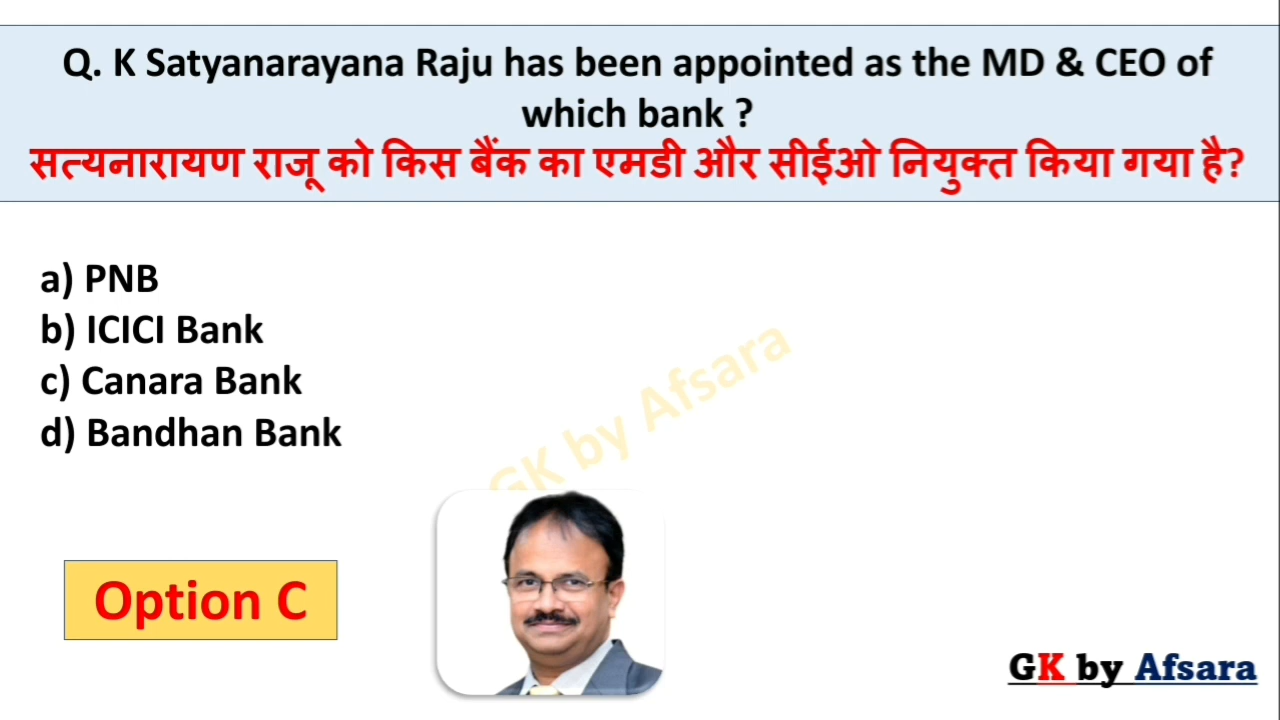 Q. K Satyanarayana Raju has been appointed as the MD & CEO of
which bank ?
सत्यनारायण राजू को किस बैंक का एमडी और सीईओ नियुक्त किया गया है?
a) PNB
b) ICICI Bank
c) Canara Bank
d) Bandhan Bank
GK by Afsara
Option C
GK by Afsara